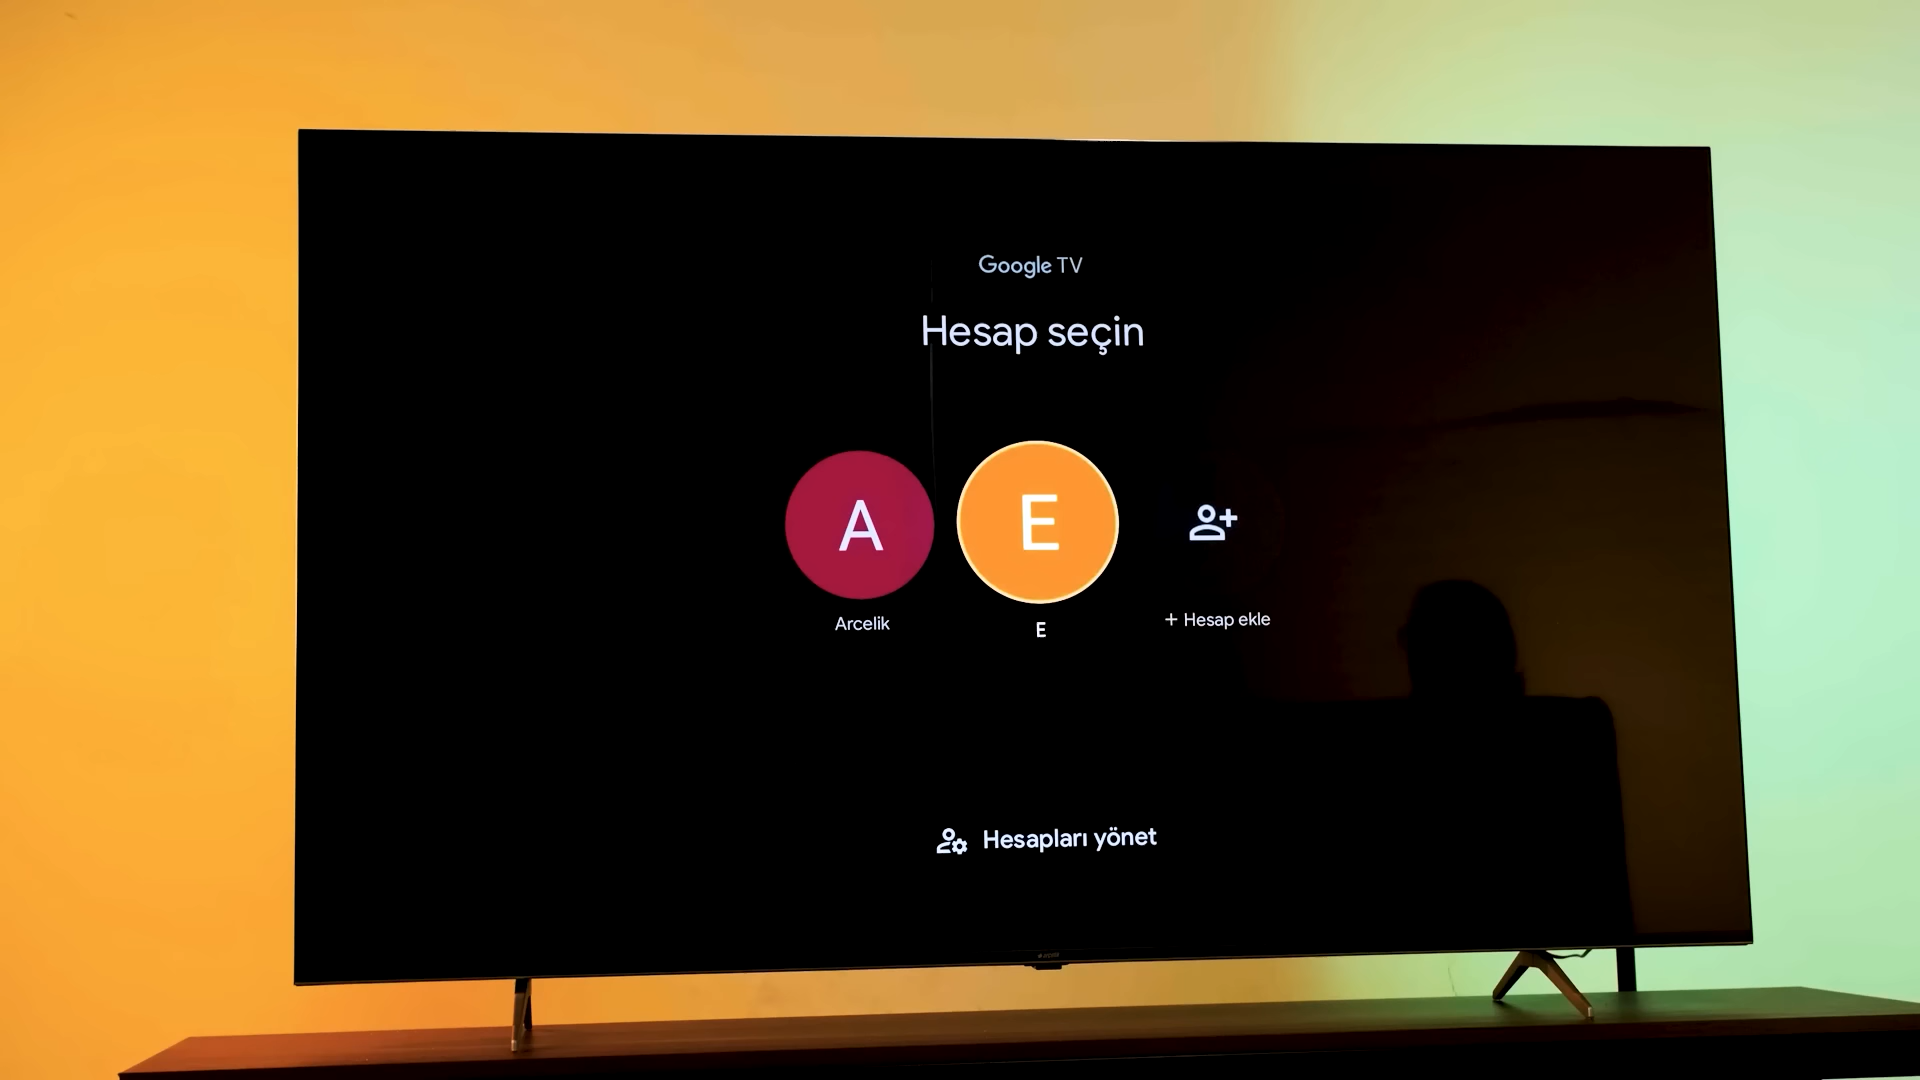 Google TV
Hesap seçin
A
E
Arcelik
E
+ Hesap ekle
Hesapları yönet